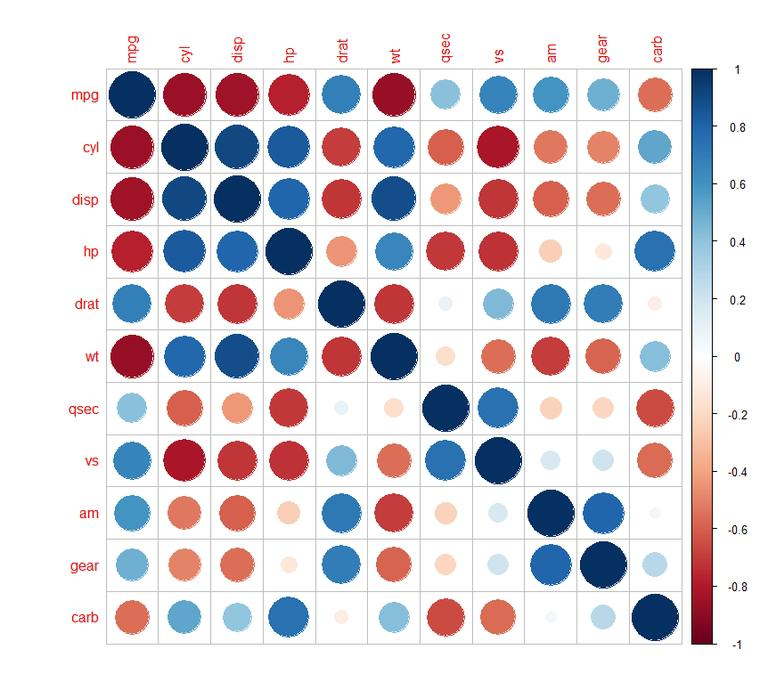 mpg cyl disp hp drat wt qsec vs am gear carb
mpg
cyl
disp
hp
drat
wt
qsec
vs
am
gear
carb
1
0.8
0.6
0.4
0.2
0
-0.2
-0.4
-0.6
-0.8
-1